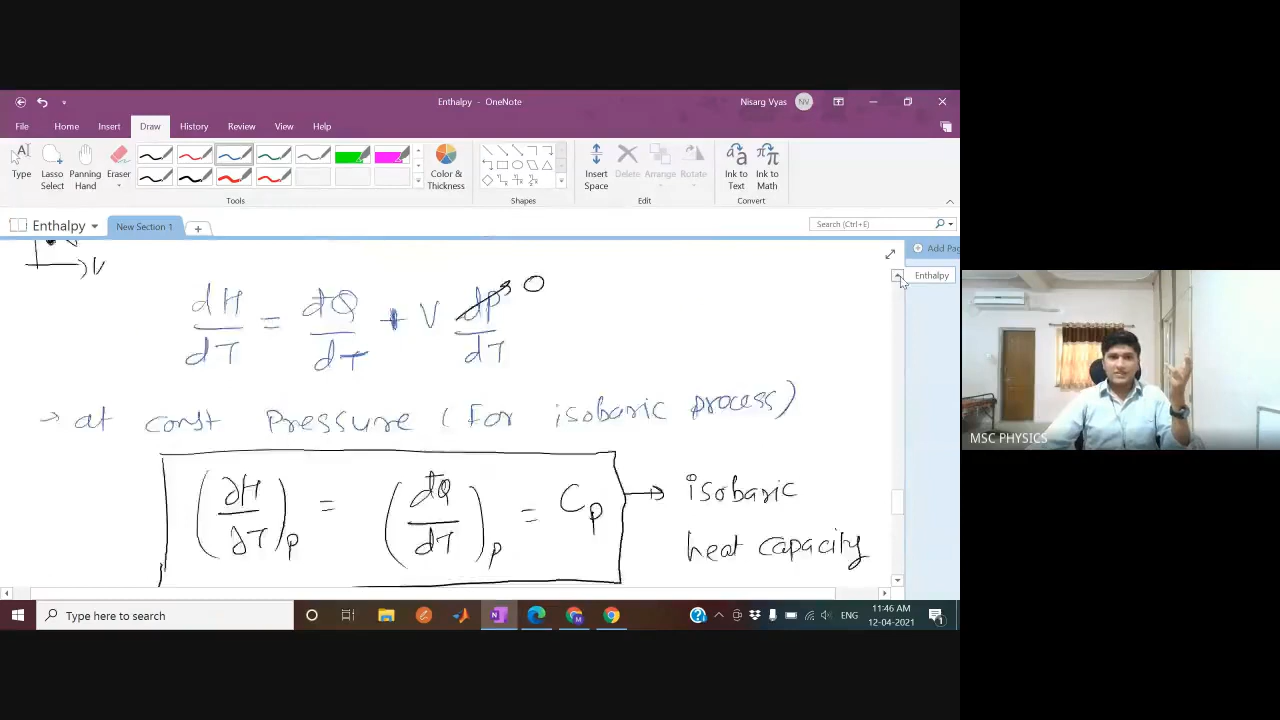 Enthalpy - OneNote
Nisarg Vyas NV
File Home Insert Draw History Review View Help
Type
Lasso Select
Panning Hand
Eraser
Color & Thickness
Insert Space
Delete
Arrange
Rotate
Ink to Text
Ink to Math
Tools
Shapes
Edit
Convert
Enthalpy
New Section 1
Search (Ctrl+E)
Add Pag
Enthalpy
V
dH/dT = đQ/dT + V dP/dT 0
→ at const Pressure (For isobaric process)
(∂H/∂T)p = (đQ/dT)p = Cp → isobaric
heat capacity
MSC PHYSICS
Type here to search
ENG
11:46 AM
12-04-2021
1